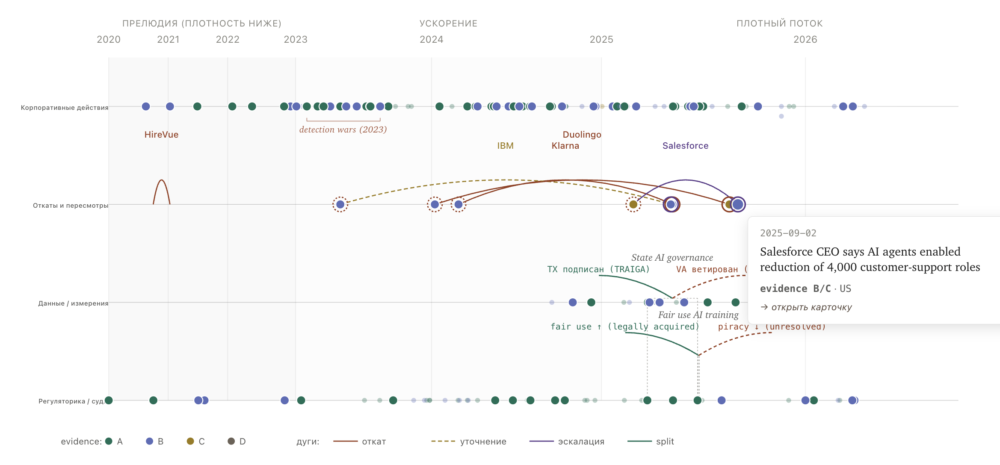 ПРЕЛЮДИЯ (ПЛОТНОСТЬ НИЖЕ) УСКОРЕНИЕ ПЛОТНЫЙ ПОТОК
2020 2021 2022 2023 2024 2025 2026
Корпоративные действия
detection wars (2023)
HireVue Duolingo
IBM Klarna Salesforce
Откаты и пересмотры
2025-09-02
Salesforce CEO says AI agents enabled
reduction of 4,000 customer-support roles
evidence B/C · US
→ открыть карточку
State AI governance
TX подписан (TRAIGA) VA ветирован (
Данные / измерения
Fair use AI training
fair use ↑ (legally acquired) piracy ↓ (unresolved)
Регуляторика / суд
evidence: A B C D дуги: откат уточнение эскалация split